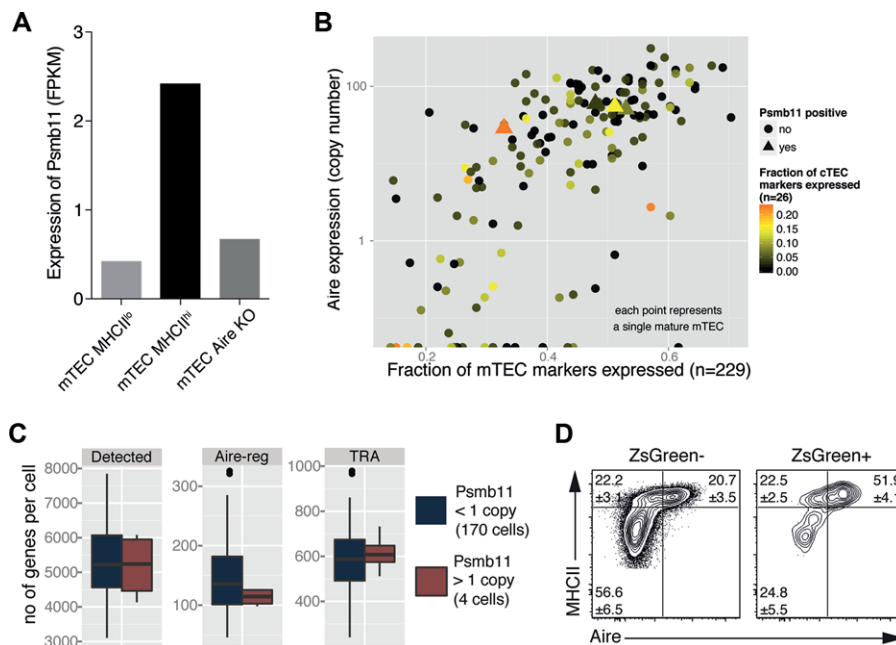 A
Expression of Psmb11 (FPKM)
3
2
1
0
mTEC MHCIIlo
mTEC MHCIIhi
mTEC Aire KO
B
Aire expression (copy number)
100
1
0.2
0.4
0.6
Fraction of mTEC markers expressed (n=229)
each point represents
a single mature mTEC
Psmb11 positive
no
yes
Fraction of cTEC
markers expressed
(n=26)
0.20
0.15
0.10
0.05
0.00
C
no of genes per cell
Detected
8000
7000
6000
5000
4000
3000
Aire-reg
300
200
100
TRA
1000
800
600
400
Psmb11
< 1 copy
(170 cells)
Psmb11
> 1 copy
(4 cells)
D
ZsGreen-
ZsGreen+
22.2
±3.1
20.7
±3.5
56.6
±6.5
22.5
±2.5
51.9
24.8
±5.5
MHCII
Aire